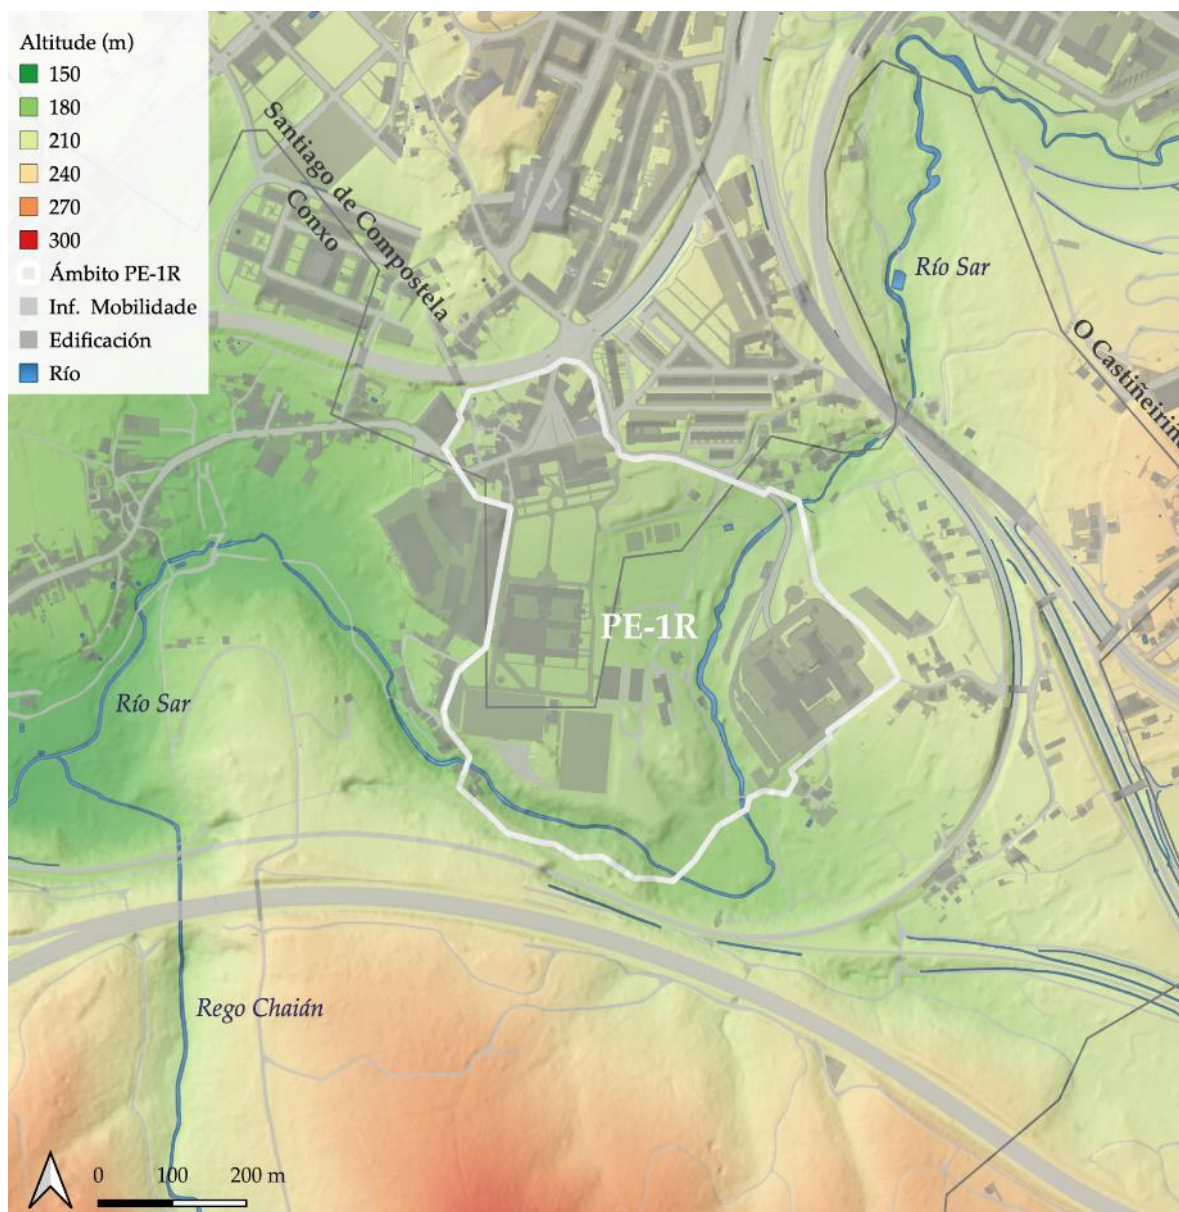 Altitude (m)
150
180
210
240
270
300
Ámbito PE-1R
Inf. Mobilidade
Edificación
Río
Santiago de Compostela
Conxo
Río Sar
O Castiñeiriño
PE-1R
Río Sar
Rego Chaián
0 100 200 m